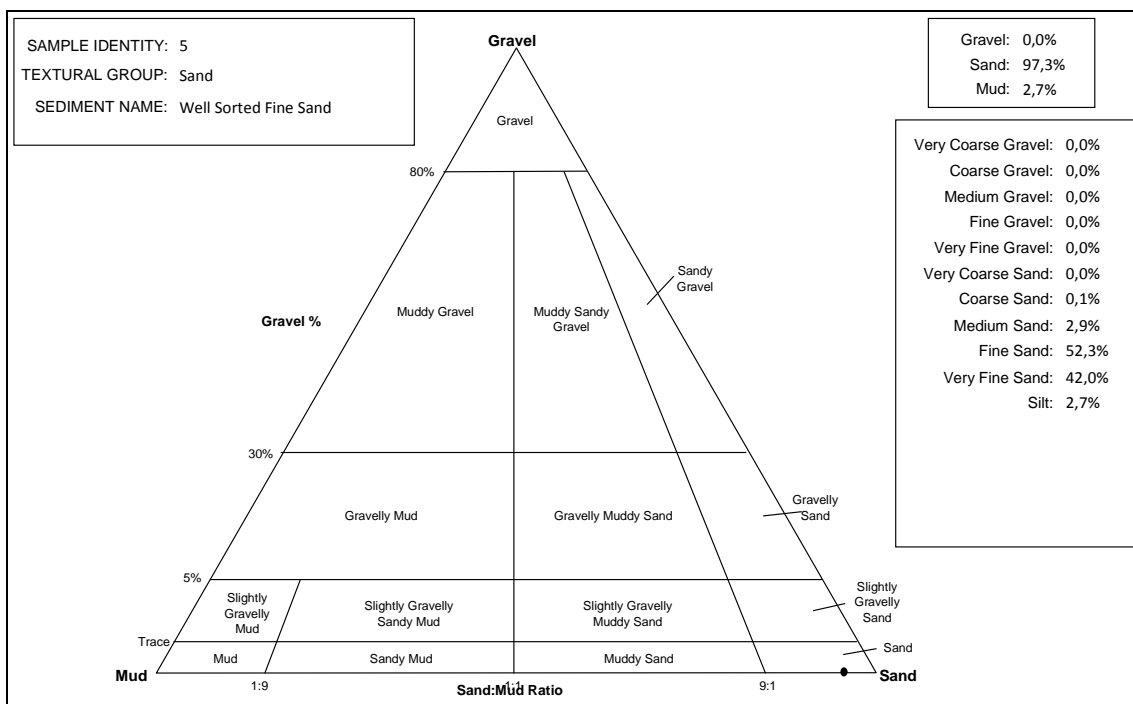 SAMPLE IDENTITY: 5
TEXTURAL GROUP: Sand
SEDIMENT NAME: Well Sorted Fine Sand
Gravel: 0,0%
Sand: 97,3%
Mud: 2,7%
Very Coarse Gravel: 0,0%
Coarse Gravel: 0,0%
Medium Gravel: 0,0%
Fine Gravel: 0,0%
Very Fine Gravel: 0,0%
Very Coarse Sand: 0,0%
Coarse Sand: 0,1%
Medium Sand: 2,9%
Fine Sand: 52,3%
Very Fine Sand: 42,0%
Silt: 2,7%
Gravel
Gravel
80%
Sandy
Gravel
Muddy Gravel
Muddy Sandy
Gravel
Gravel %
30%
Gravelly Mud
Gravelly Muddy Sand
Gravelly
Sand
5%
Slightly
Gravelly
Mud
Slightly Gravelly
Sandy Mud
Slightly Gravelly
Muddy Sand
Slightly
Gravelly
Sand
Trace
Mud
Sandy Mud
Muddy Sand
Sand
Mud
Sand
1:9
1:1
9:1
Sand:Mud Ratio